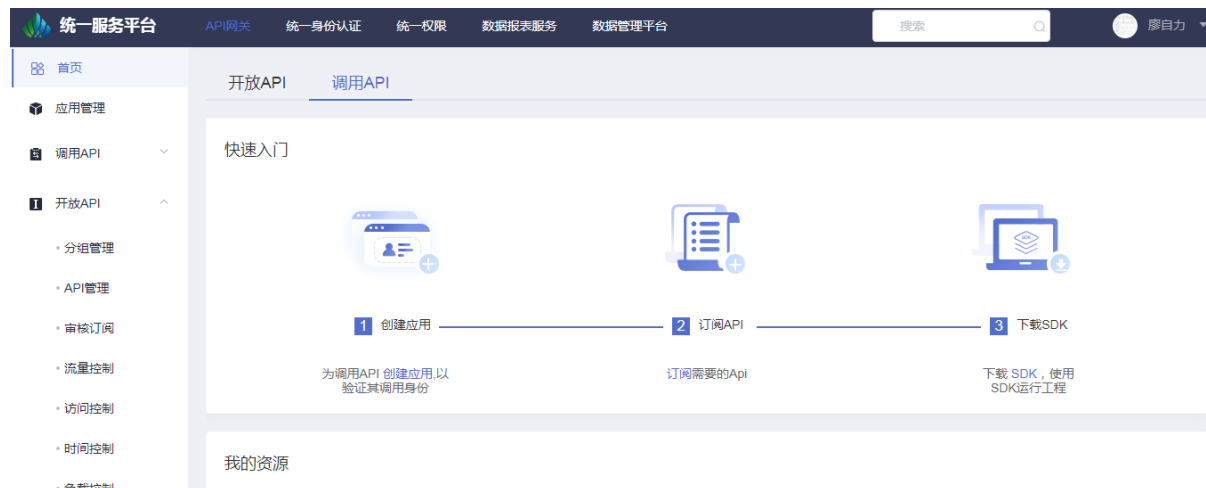 统一服务平台
API网关
统一身份认证
统一权限
数据报表服务
数据管理平台
搜索
廖自力
首页
应用管理
调用API
开放API
分组管理
API管理
审核订阅
流量控制
访问控制
时间控制
负载控制
开放API
调用API
快速入门
1 创建应用
为调用API 创建应用,以
验证其调用身份
2 订阅API
订阅需要的Api
SDK
3 下载SDK
下载 SDK，使用
SDK运行工程
我的资源